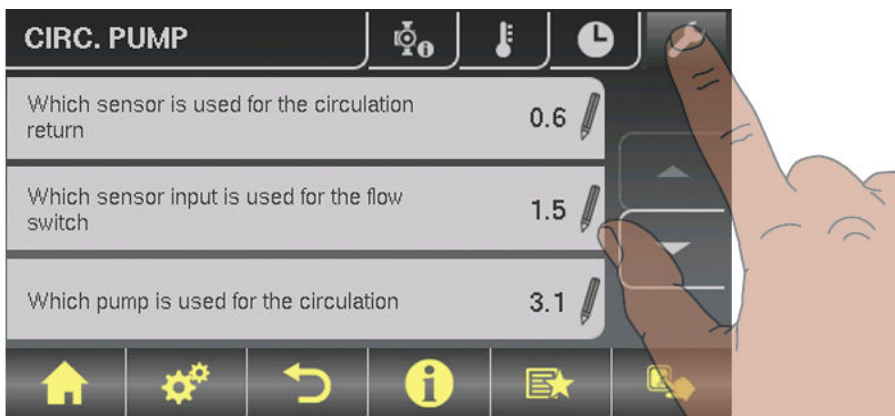 CIRC. PUMP
Which sensor is used for the circulation
return
0.6
Which sensor input is used for the flow
switch
1.5
Which pump is used for the circulation
3.1